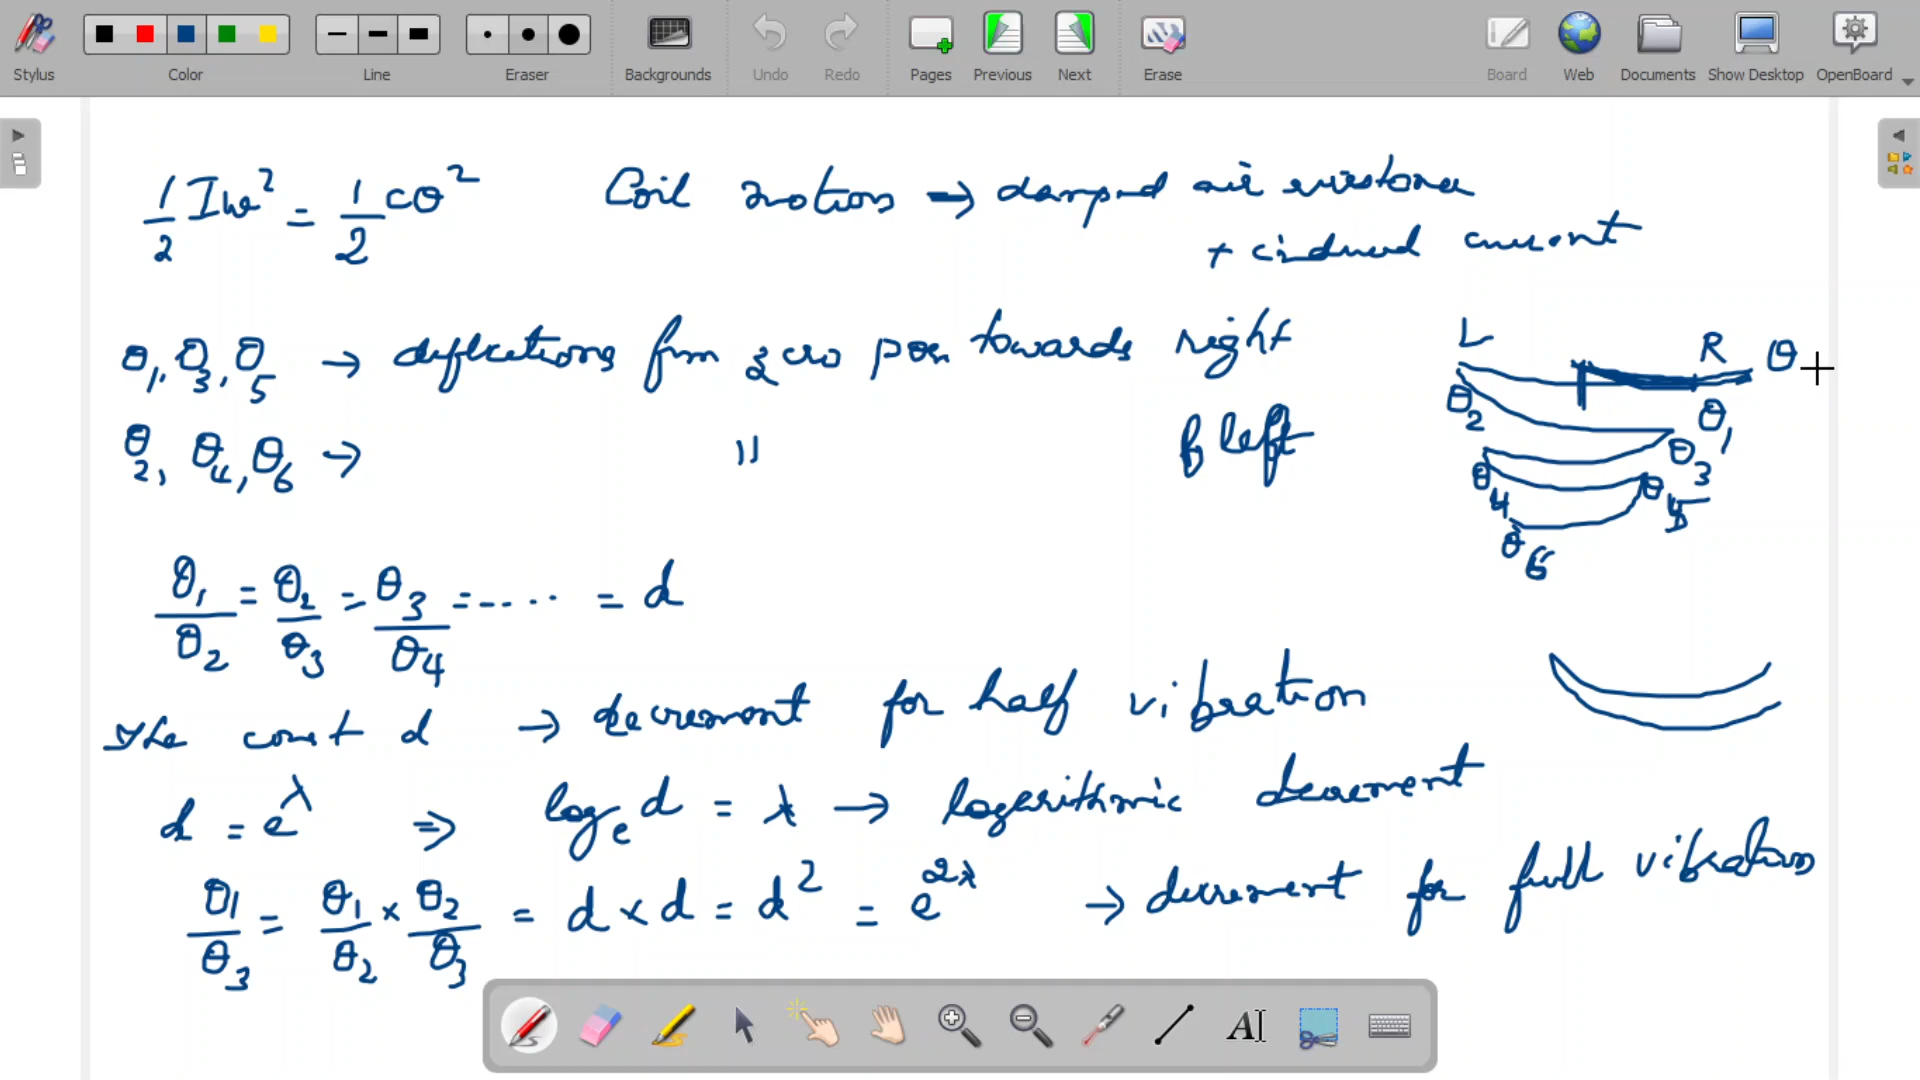 Stylus Color Line Eraser Backgrounds Undo Redo Pages Previous Next Erase Board Web Documents Show Desktop OpenBoard
1/2 Iω² = 1/2 cθ² Coil motion → damped air resistance
+ induced current
θ₁, θ₃, θ₅ → deflections from zero posn towards right
θ₂, θ₄, θ₆ → " left
L R θ
θ₂ θ₁
θ₃
θ₄ θ₅
θ₆
θ₁/θ₂ = θ₂/θ₃ = θ₃/θ₄ = ..... = d
The const d → decrement for half vibration
d = e^λ ⇒ logₑ d = λ → logarithmic decrement
θ₁/θ₃ = θ₁/θ₂ × θ₂/θ₃ = d × d = d² = e^2λ → decrement for full vibration